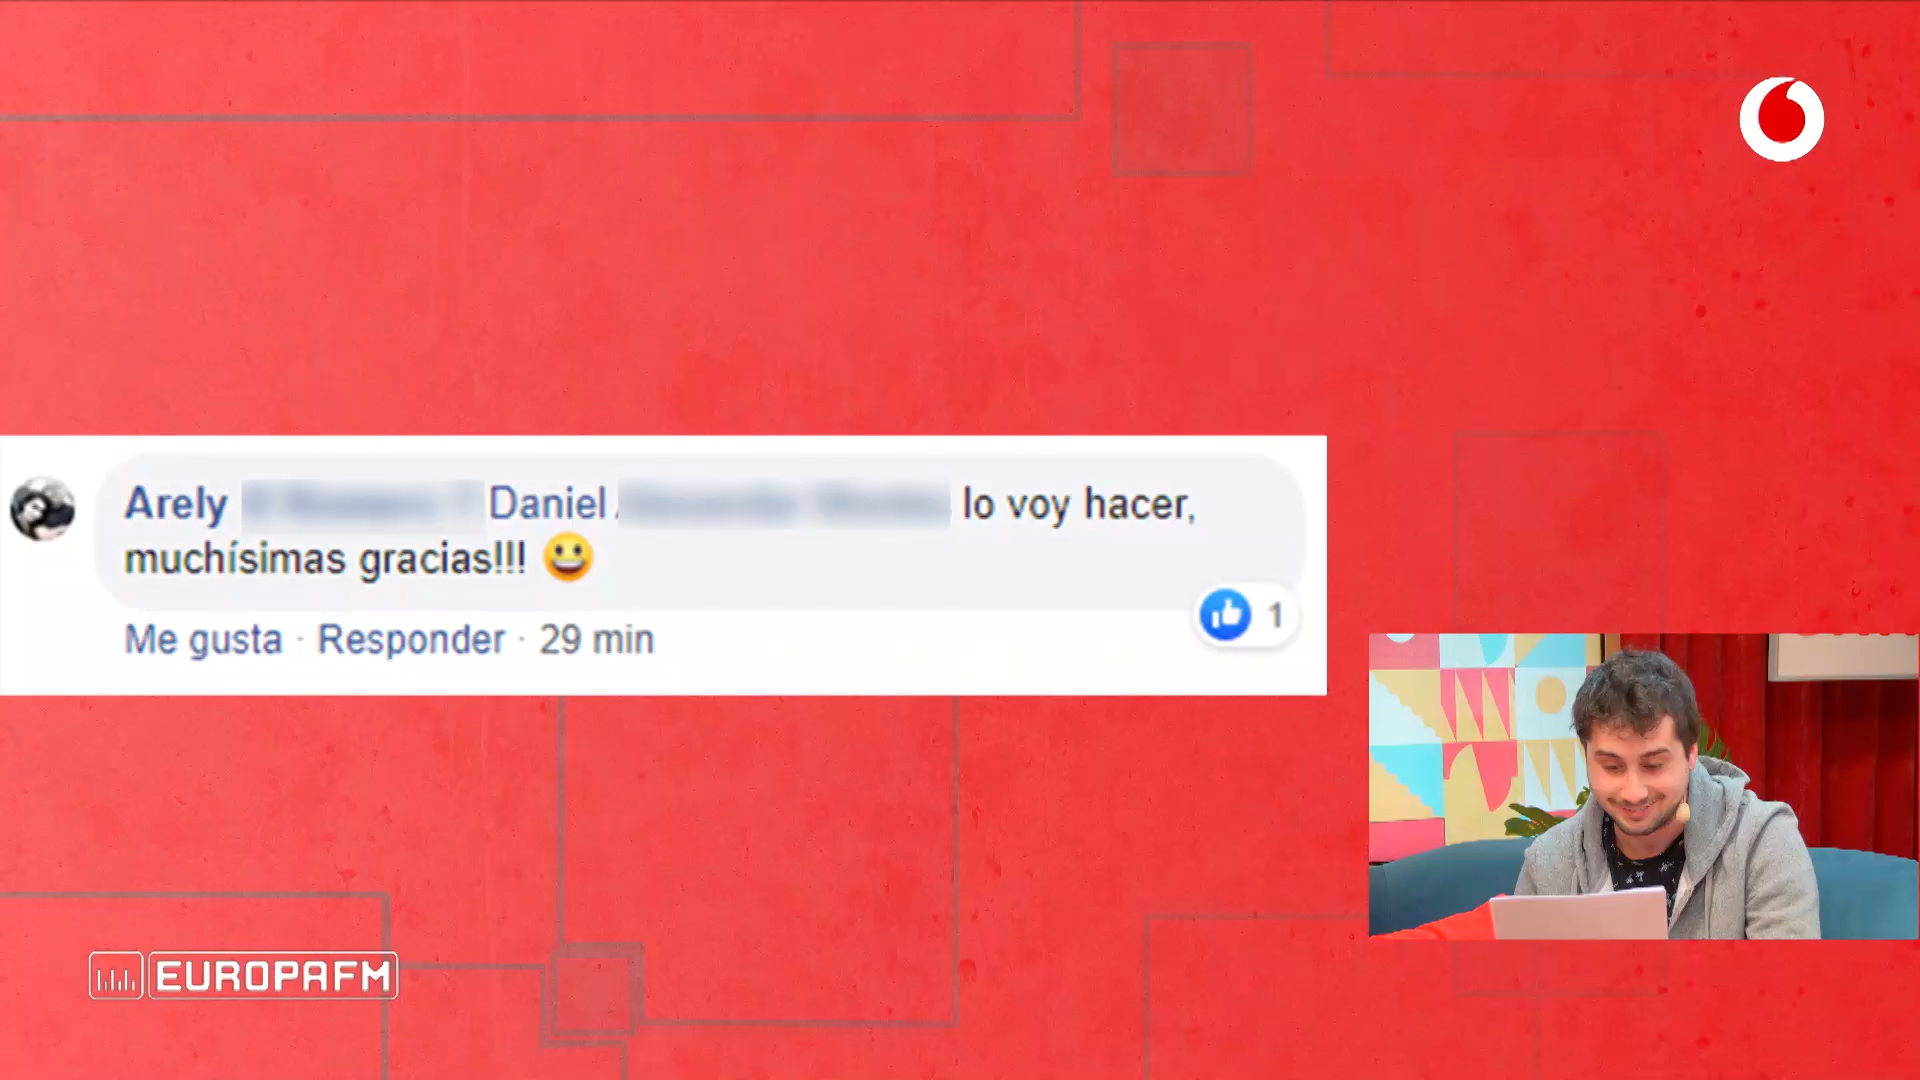 Arely Daniel lo voy hacer,
muchísimas gracias!!! 😀
Me gusta · Responder · 29 min
1
EUROPAFM